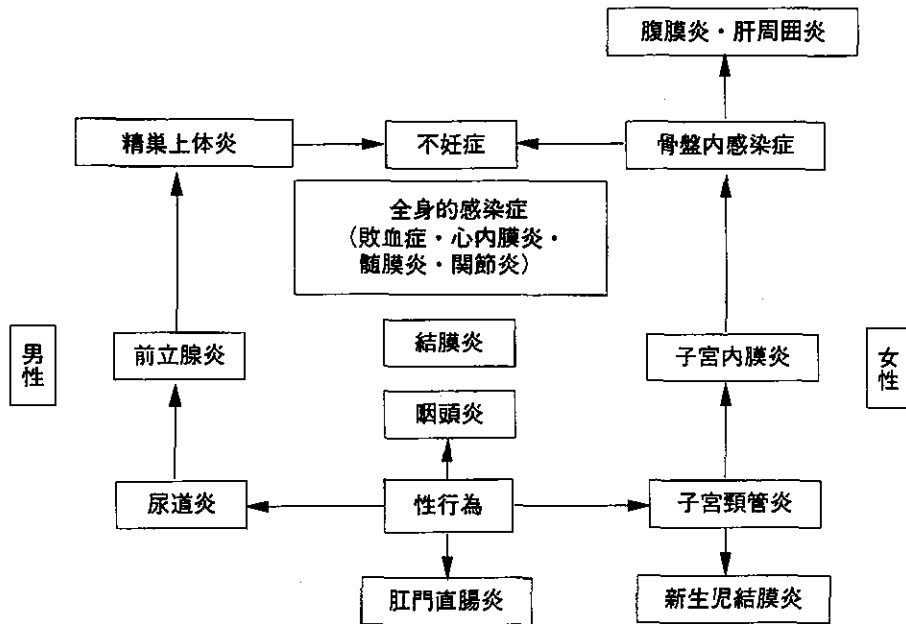 腹膜炎・肝周囲炎
精巣上体炎
不妊症
骨盤内感染症
全身的感染症
（敗血症・心内膜炎・
髄膜炎・関節炎）
男性
前立腺炎
結膜炎
子宮内膜炎
女性
咽頭炎
尿道炎
性行為
子宮頸管炎
肛門直腸炎
新生児結膜炎